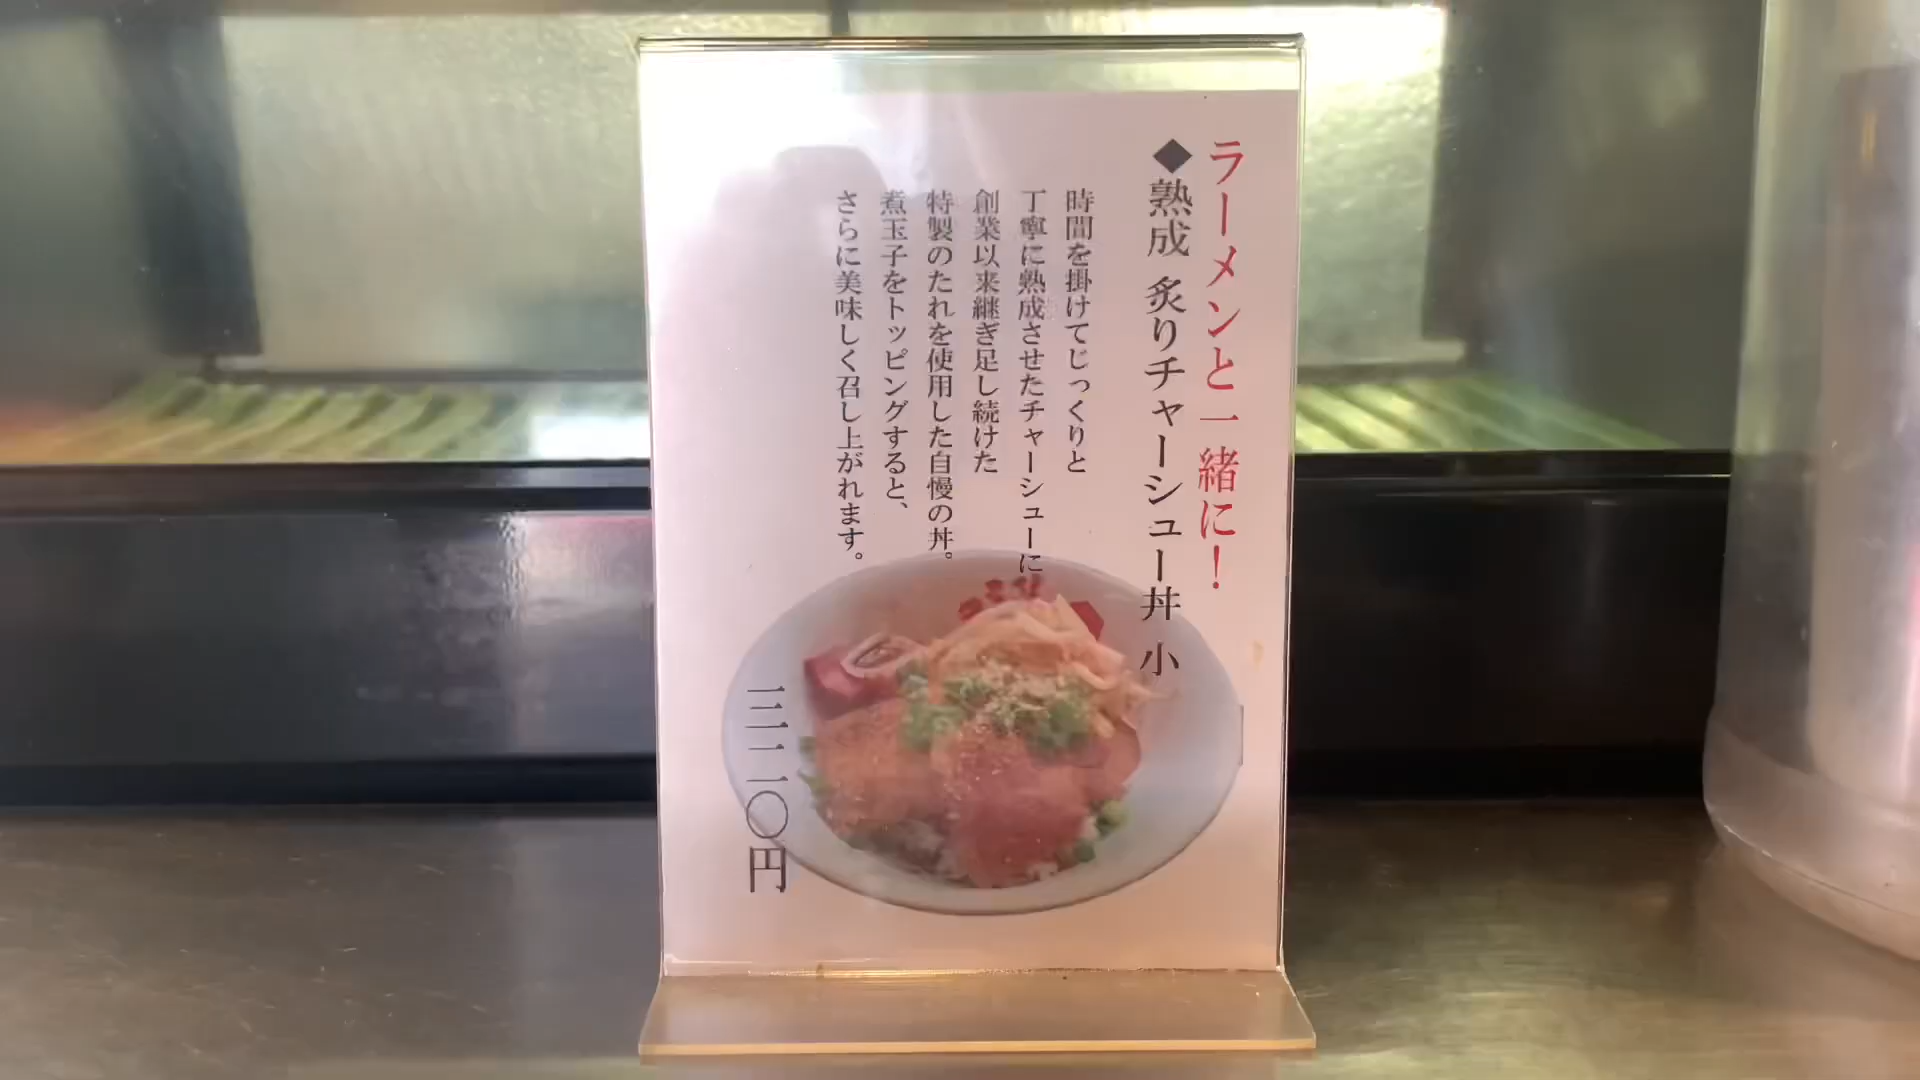 ラーメンと一緒に！
◆熟成 炙りチャーシュー丼 小
時間を掛けてじっくりと
丁寧に熟成させたチャーシューに
創業以来継ぎ足し続けた
特製のたれを使用した自慢の丼。
煮玉子をトッピングすると、
さらに美味しく召し上がれます。
三二〇円